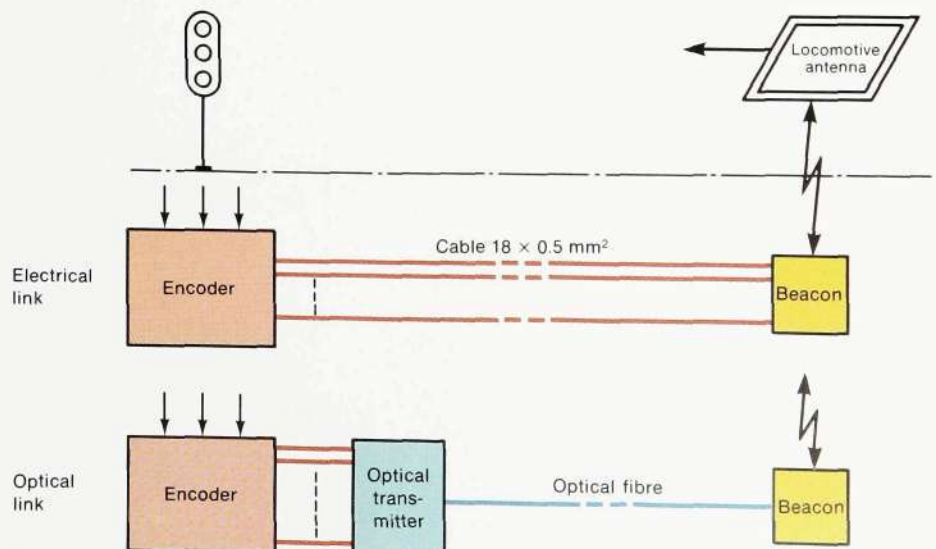 Locomotive
antenna
Cable 18 × 0.5 mm²
Electrical
link
Encoder
Beacon
Optical
link
Encoder
Optical
trans-
mitter
Optical fibre
Beacon